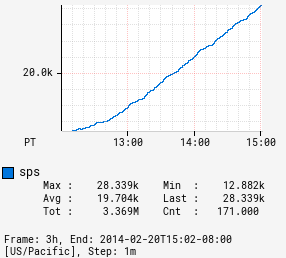 20.0k
PT 13:00 14:00 15:00
sps
Max : 28.339k Min : 12.882k
Avg : 19.704k Last : 28.339k
Tot : 3.369M Cnt : 171.000
Frame: 3h, End: 2014-02-20T15:02-08:00
[US/Pacific], Step: 1m